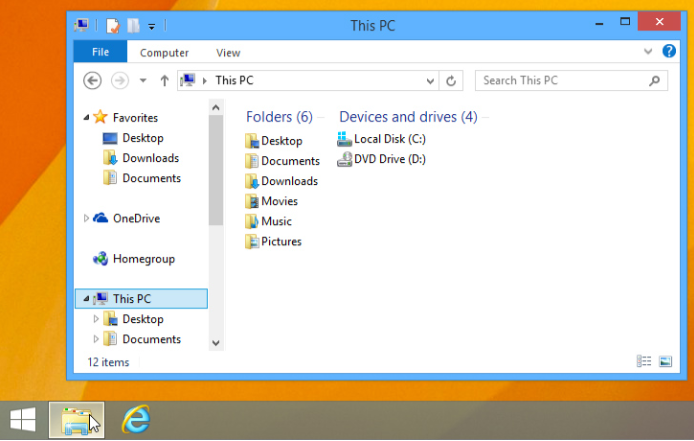 This PC
File Computer View
This PC Search This PC
Favorites
Desktop
Downloads
Documents
OneDrive
Homegroup
This PC
Desktop
Documents
Folders (6)
Desktop
Documents
Downloads
Movies
Music
Pictures
Devices and drives (4)
Local Disk (C:)
DVD Drive (D:)
12 items